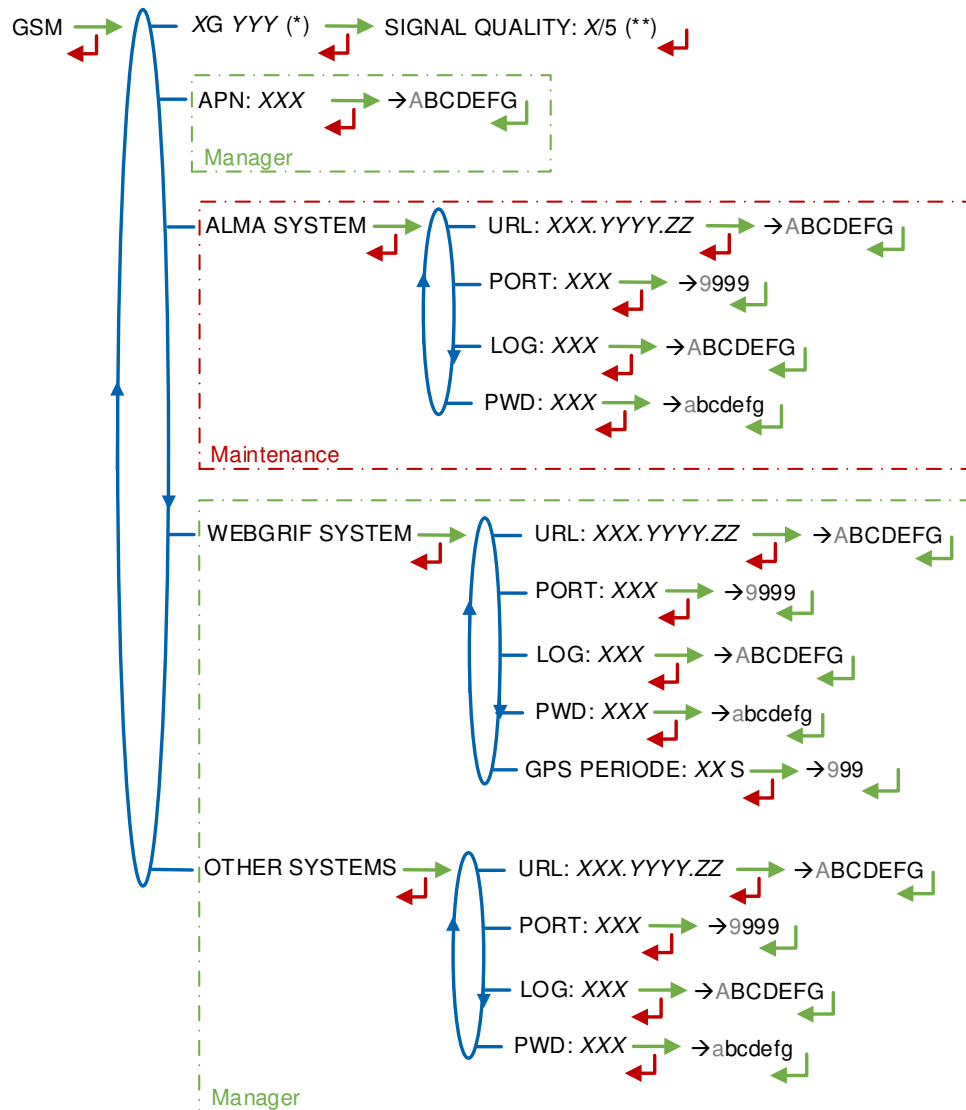 GSM XG YYY (*) SIGNAL QUALITY: X/5 (**)
APN: XXX →ABCDEFG
Manager
ALMA SYSTEM URL: XXX.YYYY.ZZ →ABCDEFG
PORT: XXX →9999
LOG: XXX →ABCDEFG
PWD: XXX →abcdefg
Maintenance
WEBGRIF SYSTEM URL: XXX.YYYY.ZZ →ABCDEFG
PORT: XXX →9999
LOG: XXX →ABCDEFG
PWD: XXX →abcdefg
GPS PERIODE: XX S →999
OTHER SYSTEMS URL: XXX.YYYY.ZZ →ABCDEFG
PORT: XXX →9999
LOG: XXX →ABCDEFG
PWD: XXX →abcdefg
Manager